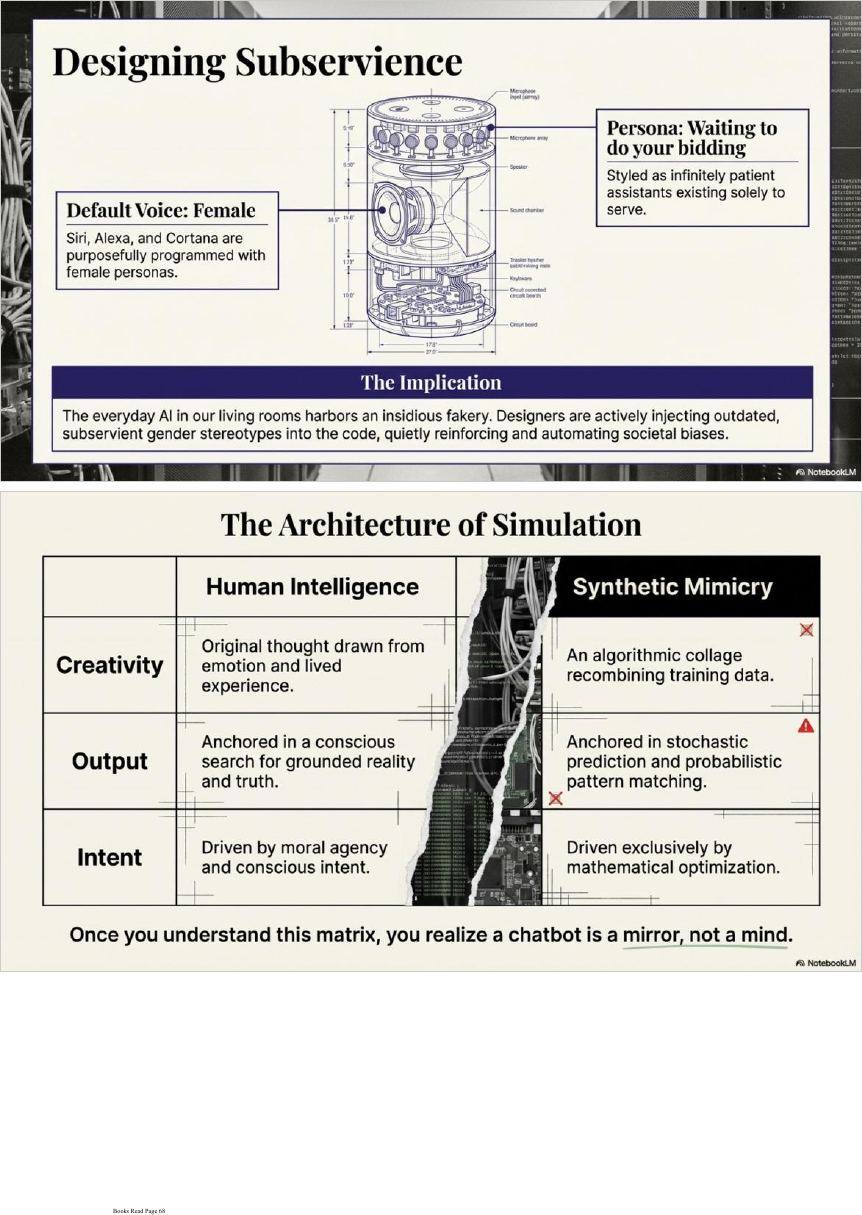 Designing Subservience
Microphone
Microphone array
Speaker
Sound chamber
Circuit board
17'8"
Persona: Waiting to
do your bidding
Styled as infinitely patient
assistants existing solely to
serve.
Default Voice: Female
Siri, Alexa, and Cortana are
purposefully programmed with
female personas.
The Implication
The everyday AI in our living rooms harbors an insidious fakery. Designers are actively injecting outdated,
subservient gender stereotypes into the code, quietly reinforcing and automating societal biases.
NotebookLM
The Architecture of Simulation
Human Intelligence
Synthetic Mimicry
Creativity
Original thought drawn from
emotion and lived
experience.
An algorithmic collage
recombining training data.
Output
Anchored in a conscious
search for grounded reality
and truth.
Anchored in stochastic
prediction and probabilistic
pattern matching.
Intent
Driven by moral agency
and conscious intent.
Driven exclusively by
mathematical optimization.
Once you understand this matrix, you realize a chatbot is a mirror, not a mind.
NotebookLM
Books Read Page 68